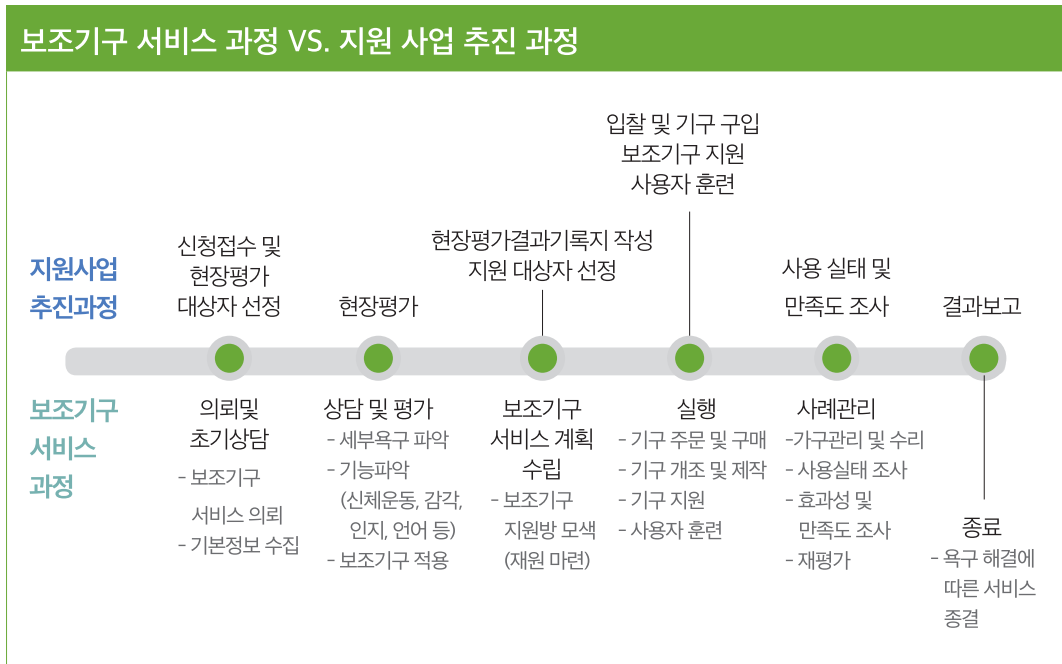 보조기구 서비스 과정 VS. 지원 사업 추진 과정
지원사업
추진과정
신청접수 및
현장평가
대상자 선정
현장평가
현장평가결과기록지 작성
지원 대상자 선정
입찰 및 기구 구입
보조기구 지원
사용자 훈련
사용 실태 및
만족도 조사
결과보고
보조기구
서비스
과정
의뢰및
초기상담
- 보조기구
서비스 의뢰
- 기본정보 수집
상담 및 평가
- 세부욕구 파악
- 기능파악
(신체운동, 감각,
인지, 언어 등)
- 보조기구 적용
보조기구
서비스 계획
수립
- 보조기구
지원방 모색
(재원 마련)
실행
- 기구 주문 및 구매
- 기구 개조 및 제작
- 기구 지원
- 사용자 훈련
사례관리
-가구관리 및 수리
- 사용실태 조사
- 효과성 및
만족도 조사
- 재평가
종료
- 욕구 해결에
따른 서비스
종결